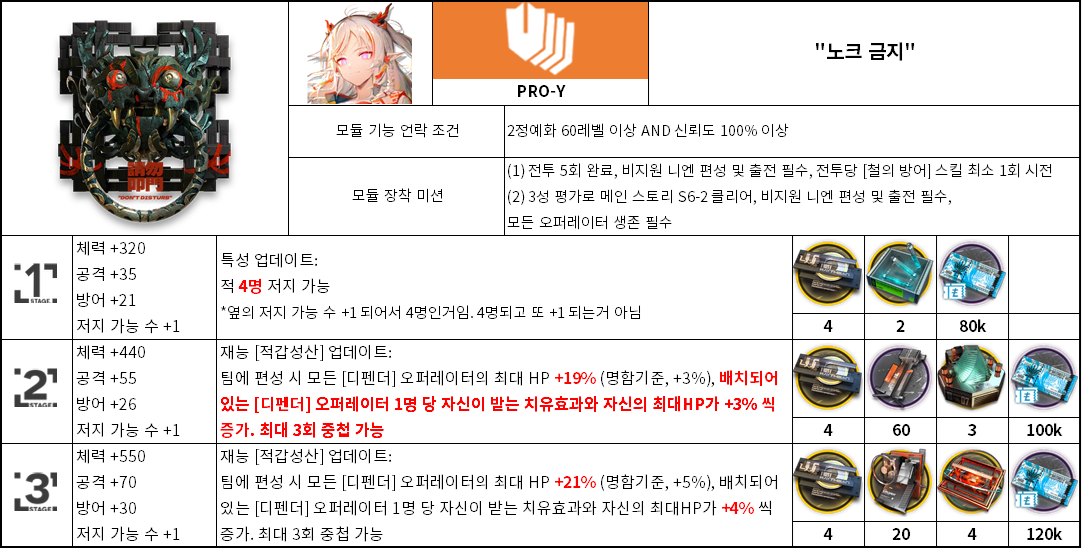 請勿
叩門
"DON'T DISTURB"
PRO-Y
"노크 금지"
모듈 기능 언락 조건
2정예화 60레벨 이상 AND 신뢰도 100% 이상
모듈 장착 미션
(1) 전투 5회 완료, 비지원 니엔 편성 및 출전 필수, 전투당 [철의 방어] 스킬 최소 1회 시전
(2) 3성 평가로 메인 스토리 S6-2 클리어, 비지원 니엔 편성 및 출전 필수,
모든 오퍼레이터 생존 필수
1
STAGE
체력 +320
공격 +35
방어 +21
저지 가능 수 +1
특성 업데이트:
적 4명 저지 가능
*옆의 저지 가능 수 +1 되어서 4명인거임. 4명되고 또 +1 되는거 아님
4
2
80k
2
STAGE
체력 +440
공격 +55
방어 +26
저지 가능 수 +1
재능 [적갑성산] 업데이트:
팀에 편성 시 모든 [디펜더] 오퍼레이터의 최대 HP +19% (명함기준, +3%), 배치되어
있는 [디펜더] 오퍼레이터 1명 당 자신이 받는 치유효과와 자신의 최대HP가 +3% 씩
증가. 최대 3회 중첩 가능
4
60
3
100k
3
STAGE
체력 +550
공격 +70
방어 +30
저지 가능 수 +1
재능 [적갑성산] 업데이트:
팀에 편성 시 모든 [디펜더] 오퍼레이터의 최대 HP +21% (명함기준, +5%), 배치되어
있는 [디펜더] 오퍼레이터 1명 당 자신이 받는 치유효과와 자신의 최대HP가 +4% 씩
증가. 최대 3회 중첩 가능
4
20
4
120k